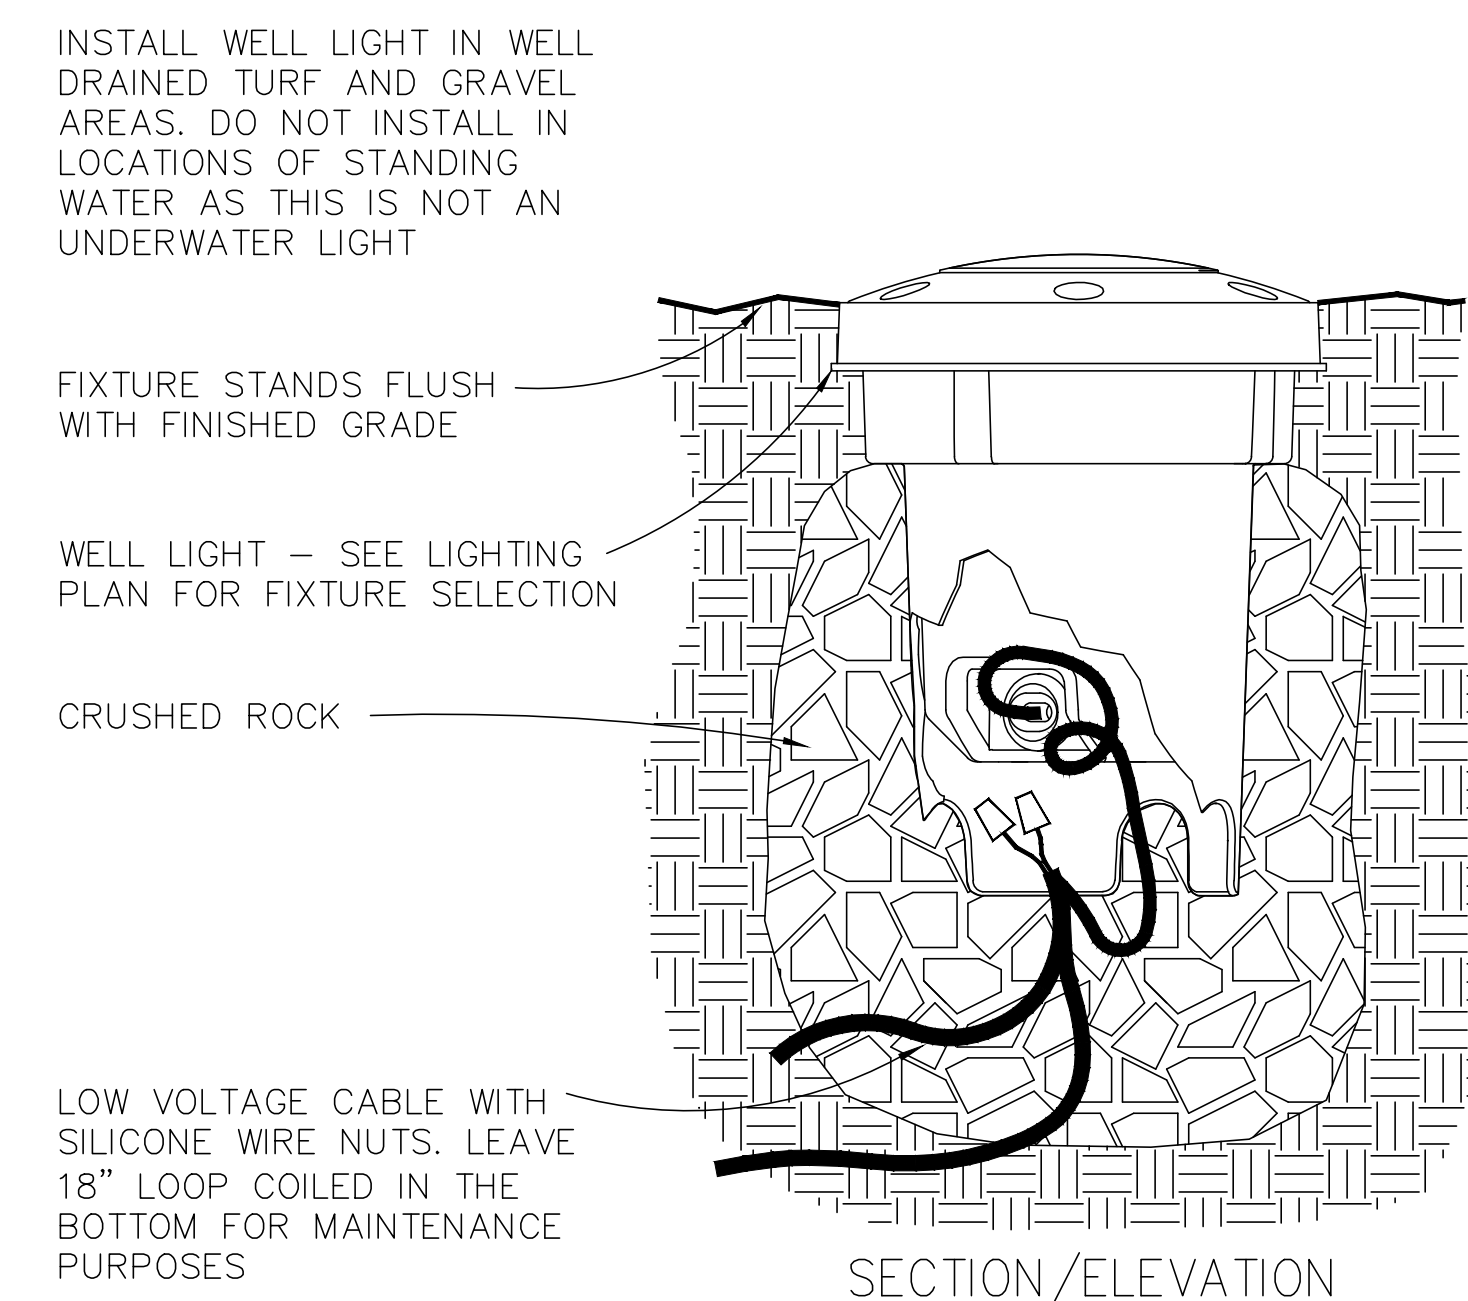 INSTALL WELL LIGHT IN WELL
DRAINED TURF AND GRAVEL
AREAS. DO NOT INSTALL IN
LOCATIONS OF STANDING
WATER AS THIS IS NOT AN
UNDERWATER LIGHT
FIXTURE STANDS FLUSH
WITH FINISHED GRADE
WELL LIGHT – SEE LIGHTING
PLAN FOR FIXTURE SELECTION
CRUSHED ROCK
LOW VOLTAGE CABLE WITH
SILICONE WIRE NUTS. LEAVE
18” LOOP COILED IN THE
BOTTOM FOR MAINTENANCE
PURPOSES
SECTION/ELEVATION